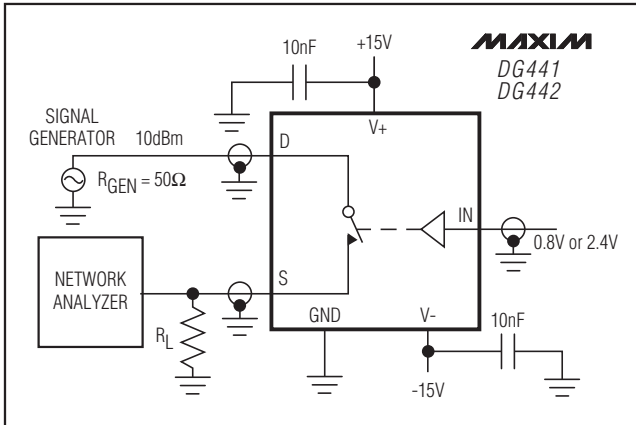 10nF
+15V
MAXIM
DG441
DG442
SIGNAL
GENERATOR
10dBm
V+
D
RGEN = 50Ω
IN
0.8V or 2.4V
NETWORK
ANALYZER
S
RL
GND
V-
10nF
-15V